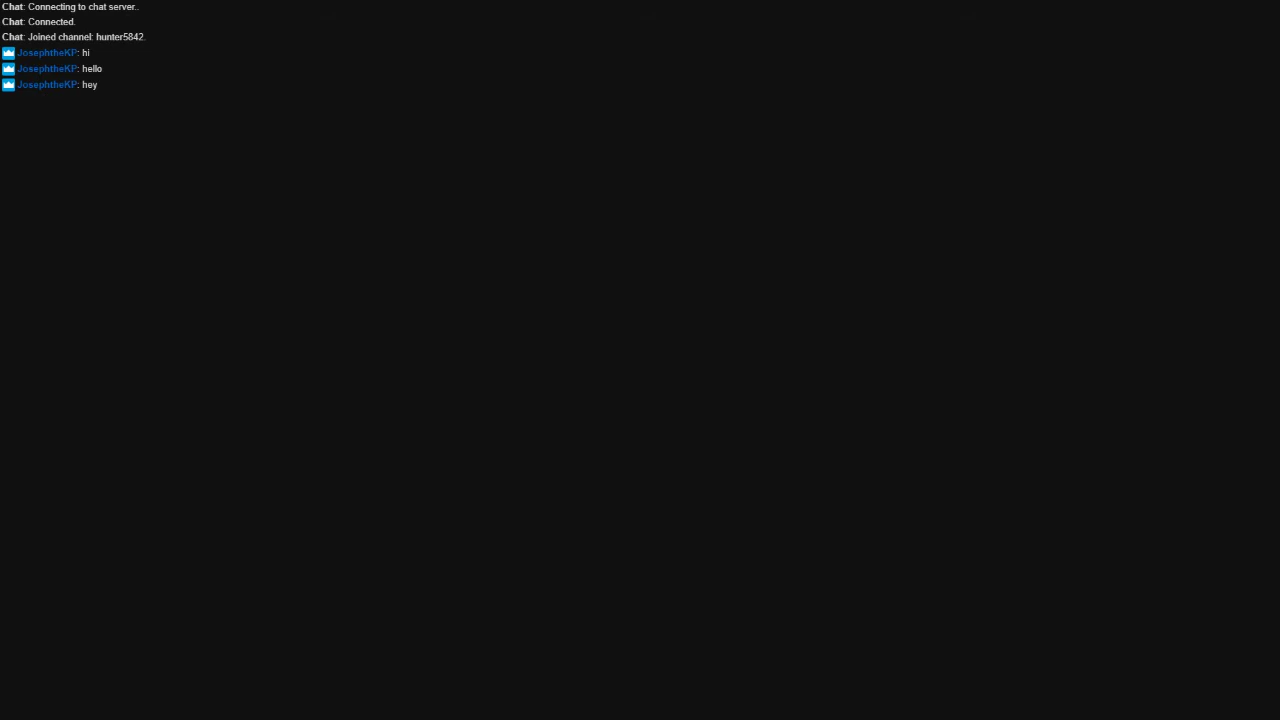 Chat: Connecting to chat server..
Chat: Connected.
Chat: Joined channel: hunter5842.
JosephtheKP: hi
JosephtheKP: hello
JosephtheKP: hey